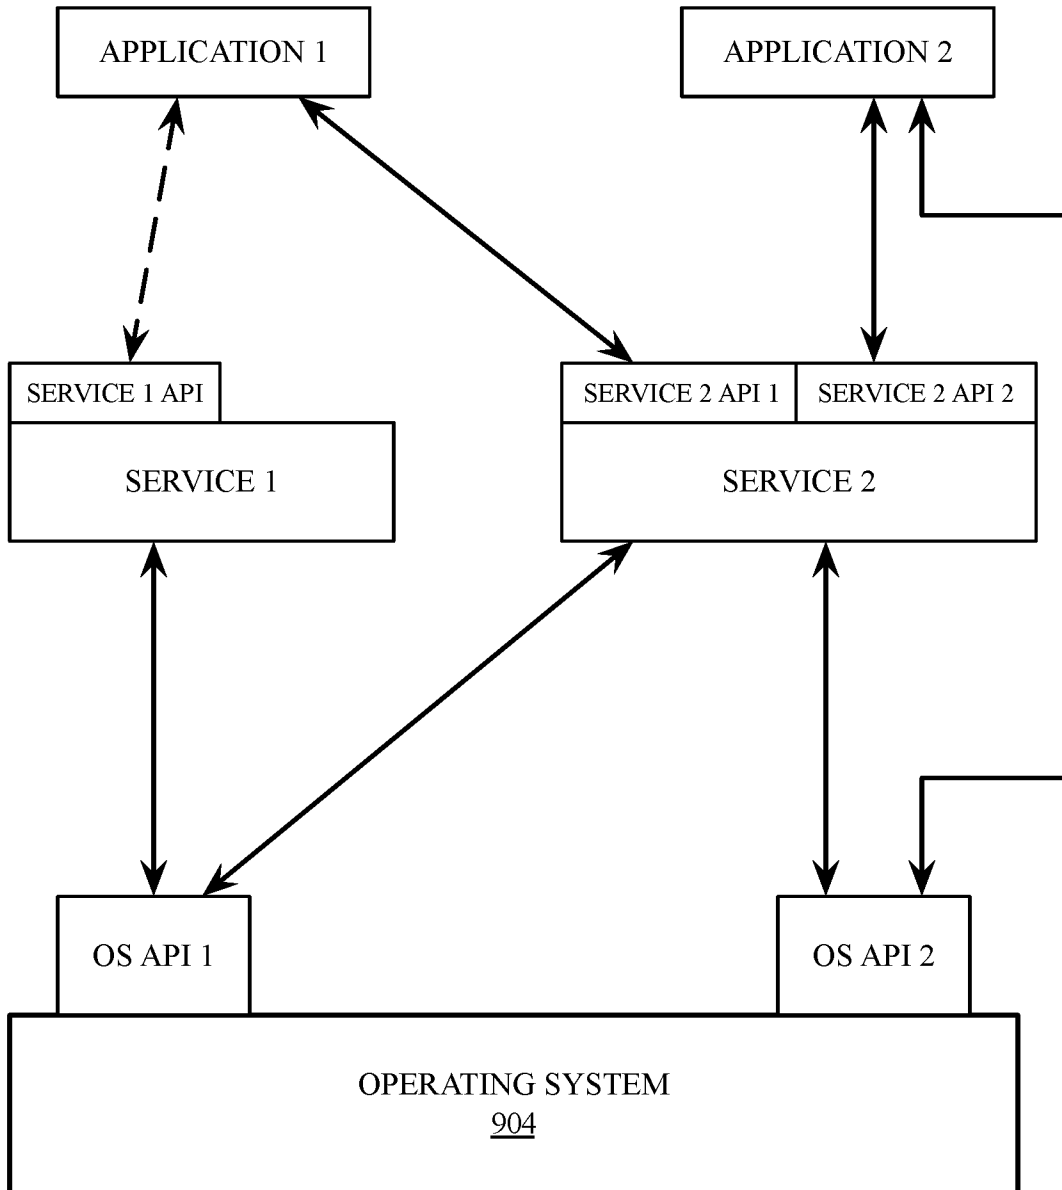 APPLICATION 1
APPLICATION 2
SERVICE 1 API
SERVICE 2 API 1
SERVICE 2 API 2
SERVICE 1
SERVICE 2
OS API 1
OS API 2
OPERATING SYSTEM
904